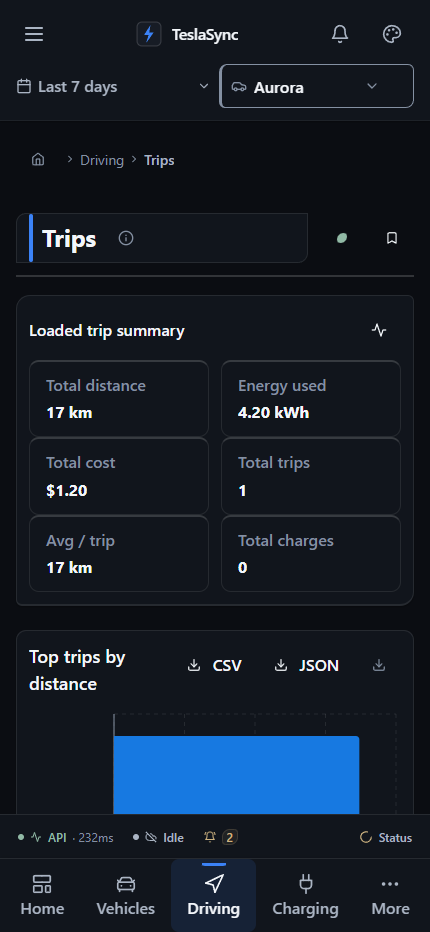 TeslaSync
Last 7 days
Aurora
Driving
Trips
Trips
Loaded trip summary
Total distance
17 km
Energy used
4.20 kWh
Total cost
$1.20
Total trips
1
Avg / trip
17 km
Total charges
0
Top trips by
distance
CSV
JSON
API · 232ms
Idle
2
Status
Home
Vehicles
Driving
Charging
More